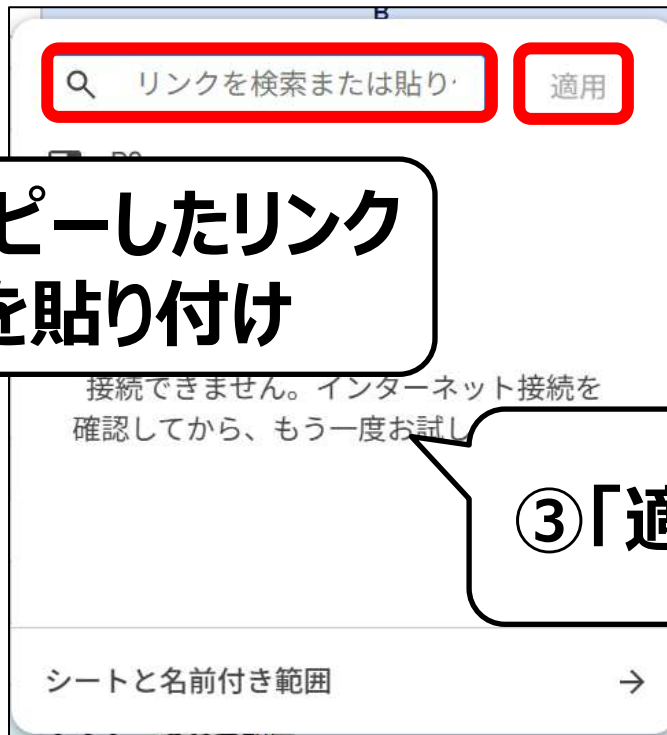 B
リンクを検索または貼り
適用
ピーしたリンク
を貼り付け
接続できません。インターネット接続を
確認してから、もう一度お試し
③「適
シートと名前付き範囲